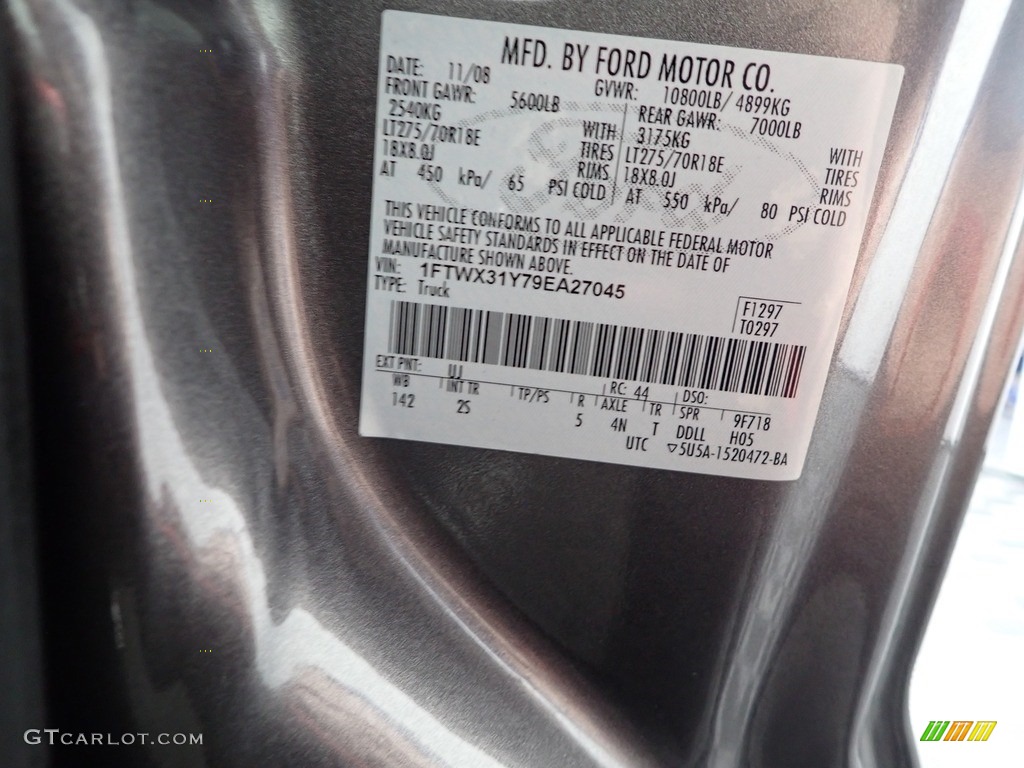 MFD. BY FORD MOTOR CO.
DATE: 11/08 GVWR: 10800LB/ 4899KG
FRONT GAWR: 5600LB REAR GAWR: 7000LB
2540KG WITH 3175KG WITH
LT275/70R18E TIRES LT275/70R18E TIRES
18X8.0J RIMS 18X8.0J RIMS
AT 450 kPa/ 65 PSI COLD AT 550 kPa/ 80 PSI COLD
THIS VEHICLE CONFORMS TO ALL APPLICABLE FEDERAL MOTOR
VEHICLE SAFETY STANDARDS IN EFFECT ON THE DATE OF
MANUFACTURE SHOWN ABOVE.
VIN: 1FTWX31Y79EA27045
TYPE: Truck
F1297
T0297
EXT PNT: UJ RC: 44 DSO:
WB INT TR TP/PS R AXLE TR SPR 9F718
142 2S 5 4N T DDLL H05
UTC ▽5U5A-1520472-BA
Ford
GTCARLOT.COM